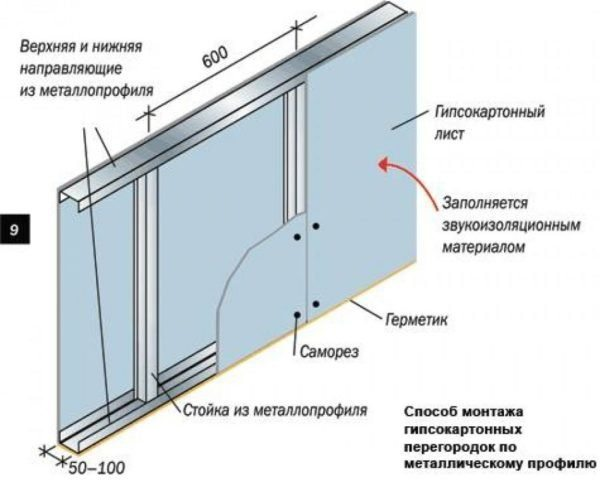 Верхняя и нижняя
направляющие
из металлопрофиля
600
Гипсокартонный
лист
Заполняется
звукоизоляционным
материалом
9
Герметик
Саморез
Стойка из металлопрофиля
50–100
Способ монтажа
гипсокартонных
перегородок по
металлическому профилю